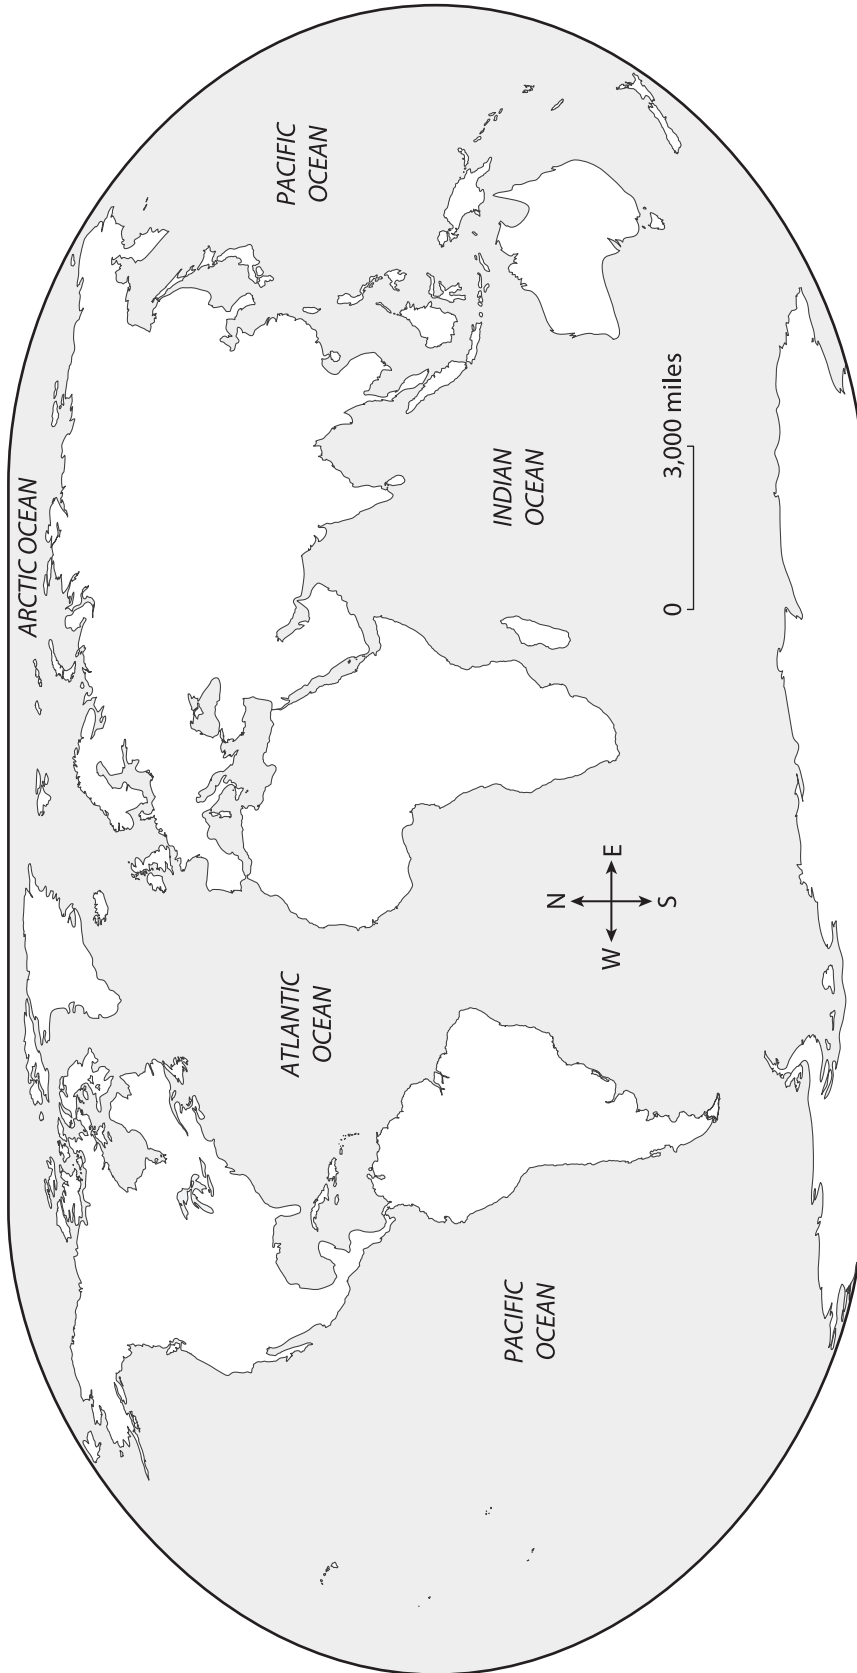 ARCTIC OCEAN
PACIFIC
OCEAN
ATLANTIC
OCEAN
INDIAN
OCEAN
PACIFIC
OCEAN
N
W
E
S
0
3,000 miles